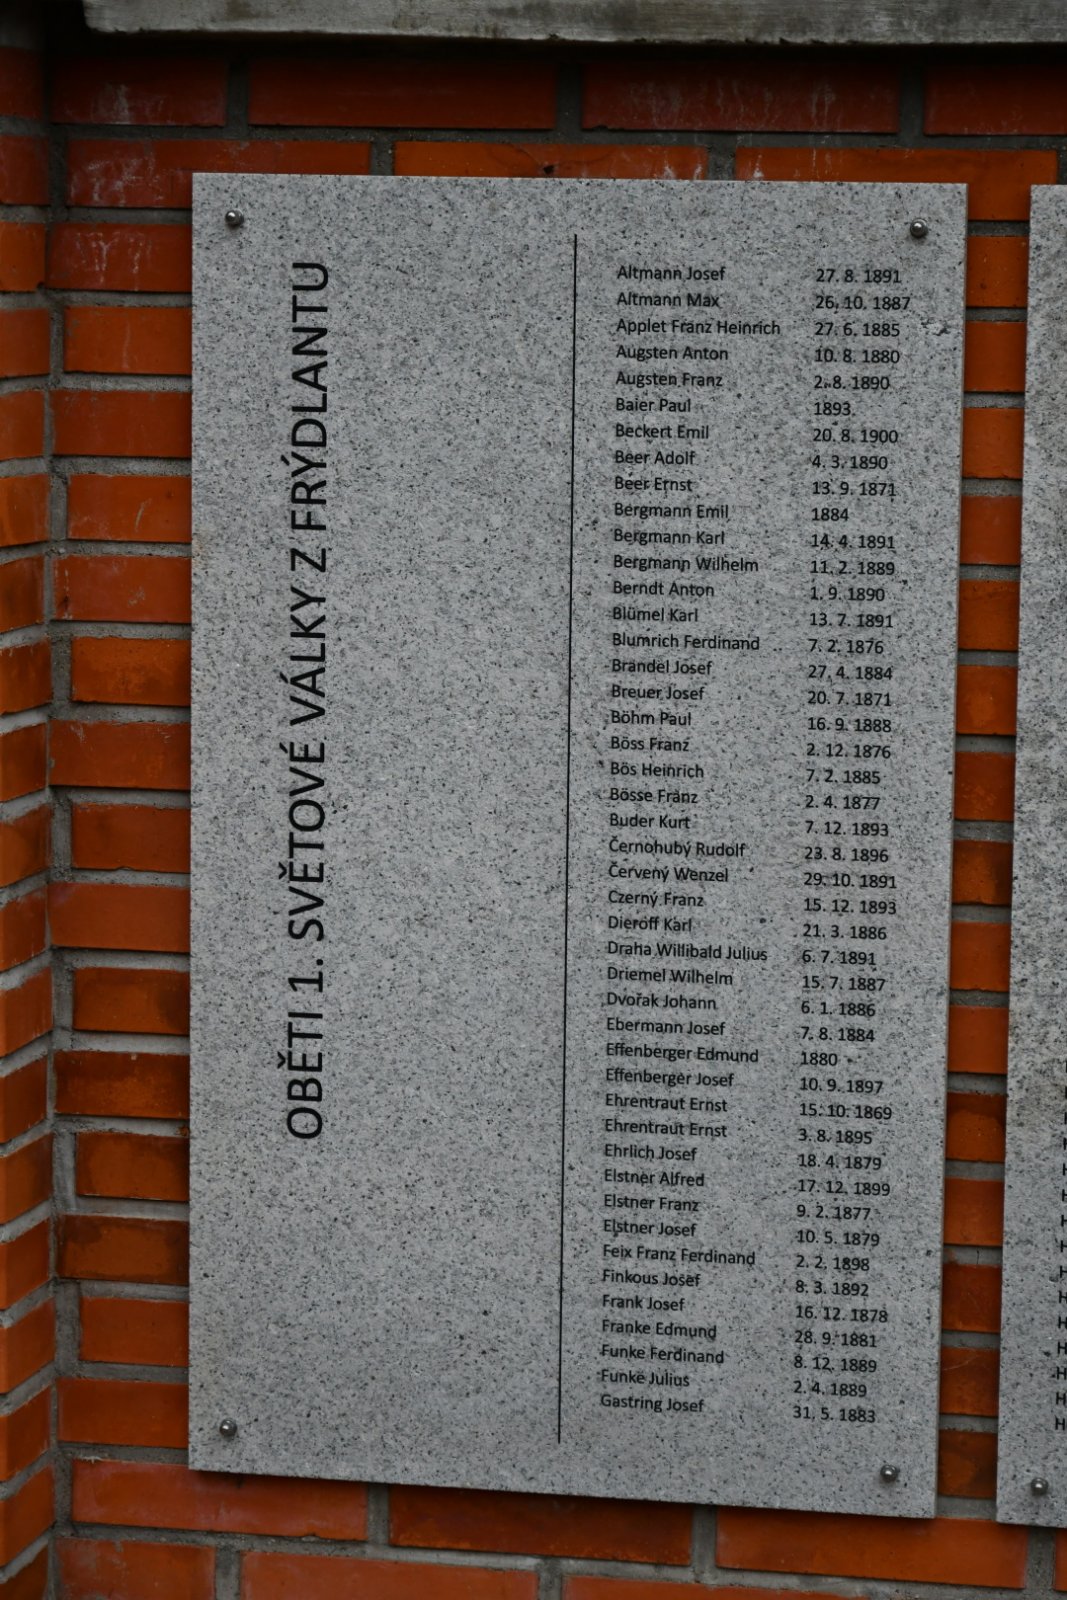 OBĚTI 1. SVĚTOVÉ VÁLKY Z FRÝDLANTU
Altmann Josef 27. 8. 1891
Altmann Max 26. 10. 1887
Applet Franz Heinrich 27. 6. 1885
Augsten Anton 10. 8. 1880
Augsten Franz 2. 8. 1890
Baier Paul 1893
Beckert Emil 20. 8. 1900
Beer Adolf 4. 3. 1890
Beer Ernst 13. 9. 1871
Bergmann Emil 1884
Bergmann Karl 14. 4. 1891
Bergmann Wilhelm 11. 2. 1889
Berndt Anton 1. 9. 1890
Blümel Karl 13. 7. 1891
Blumrich Ferdinand 7. 2. 1876
Brandel Josef 27. 4. 1884
Breuer Josef 20. 7. 1871
Böhm Paul 16. 9. 1888
Böss Franz 2. 12. 1876
Bös Heinrich 7. 2. 1885
Bösse Franz 2. 4. 1877
Buder Kurt 7. 12. 1893
Černohubý Rudolf 23. 8. 1896
Červený Wenzel 29. 10. 1891
Czerný Franz 15. 12. 1893
Dieroff Karl 21. 3. 1886
Draha Willibald Julius 6. 7. 1891
Driemel Wilhelm 15. 7. 1887
Dvořak Johann 6. 1. 1886
Ebermann Josef 7. 8. 1884
Effenberger Edmund 1880
Effenberger Josef 10. 9. 1897
Ehrentraut Ernst 15. 10. 1869
Ehrentraut Ernst 3. 8. 1895
Ehrlich Josef 18. 4. 1879
Elstner Alfred 17. 12. 1899
Elstner Franz 9. 2. 1877
Elstner Josef 10. 5. 1879
Feix Franz Ferdinand 2. 2. 1898
Finkous Josef 8. 3. 1892
Frank Josef 16. 12. 1878
Franke Edmund 28. 9. 1881
Funke Ferdinand 8. 12. 1889
Funke Julius 2. 4. 1889
Gastring Josef 31. 5. 1883